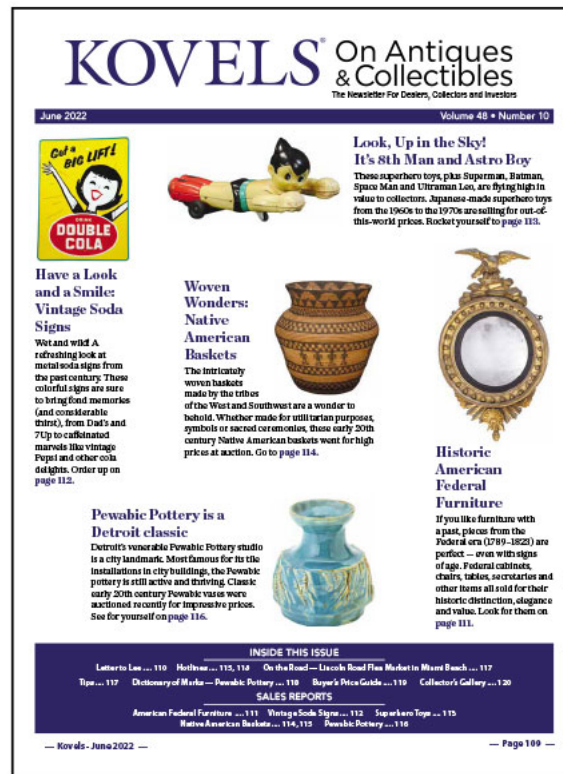 KOVELS® On Antiques
& Collectibles
The Newsletter For Dealers, Collectors and Investors
June 2022
Volume 48 • Number 10
Got a
BIG LIFT!
DRINK
DOUBLE
COLA
Look, Up in the Sky!
It's 8th Man and Astro Boy
These superhero toys, plus Superman, Batman,
Space Man and Ultraman Leo, are flying high in
value to collectors. Japanese-made superhero toys
from the 1960s to the 1970s are selling for out-of-
this-world prices. Rocket yourself to page 113.
Have a Look
and a Smile:
Vintage Soda
Signs
Wet and wild! A
refreshing look at
metal soda signs from
the past century. These
colorful signs are sure
to bring fond memories
(and considerable
thirst), from Dad's and
7Up to caffeinated
marvels like vintage
Pepsi and other cola
delights. Order up on
page 112.
Woven
Wonders:
Native
American
Baskets
The intricately
woven baskets
made by the tribes
of the West and Southwest are a wonder to
behold. Whether made for utilitarian purposes,
symbols or sacred ceremonies, these early 20th
century Native American baskets went for high
prices at auction. Go to page 114.
Historic
American
Federal
Furniture
If you like furniture with
a past, pieces from the
Federal era (1789–1823) are
perfect — even with signs
of age. Federal cabinets,
chairs, tables, secretaries and
other items all sold for their
historic distinction, elegance
and value. Look for them on
page 111.
Pewabic Pottery is a
Detroit classic
Detroit's venerable Pewabic Pottery studio
is a city landmark. Most famous for its tile
installations in city buildings, the Pewabic
pottery is still active and thriving. Classic
early 20th century Pewabic vases were
auctioned recently for impressive prices.
See for yourself on page 116.
INSIDE THIS ISSUE
Letter to Lee .... 110 Hotlines .... 115, 118 On the Road — Lincoln Road Flea Market in Miami Beach .... 117
Tips .... 117 Dictionary of Marks — Pewabic Pottery .... 118 Buyer's Price Guide .... 119 Collector's Gallery .... 120
SALES REPORTS
American Federal Furniture .... 111 Vintage Soda Signs .... 112 Superhero Toys .... 113
Native American Baskets .... 114, 115 Pewabic Pottery .... 116
— Kovels - June 2022 —
— Page 109 —